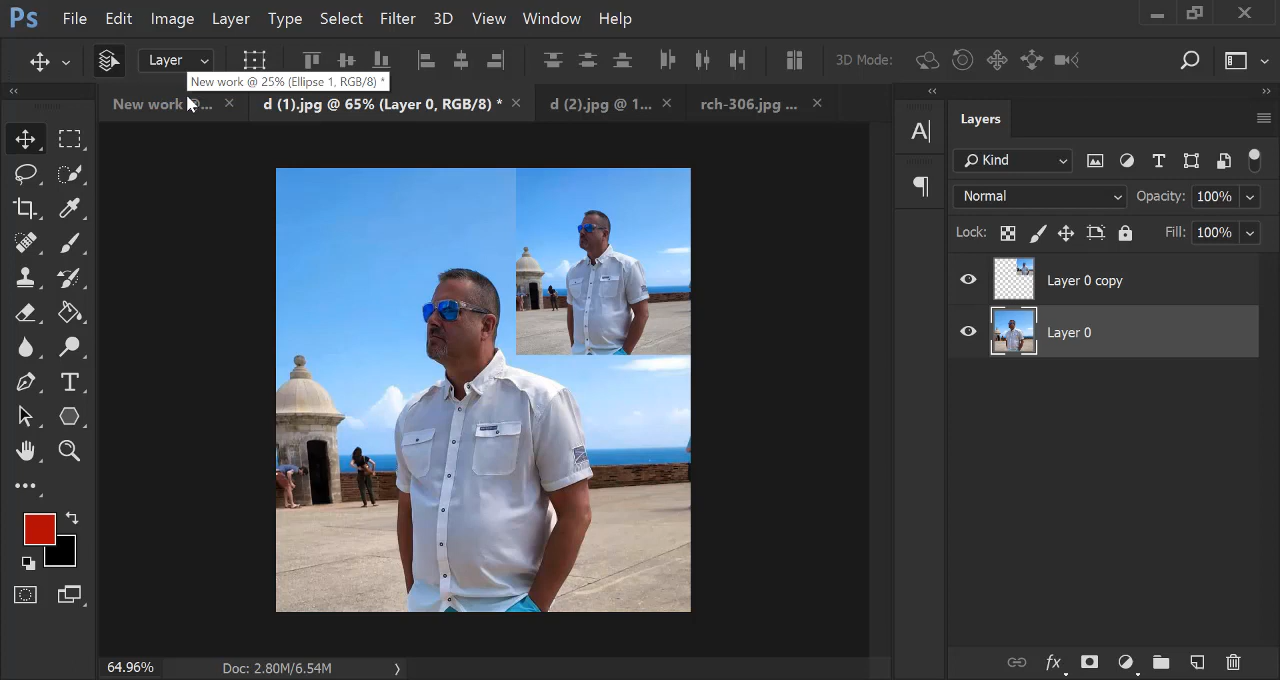 Ps File Edit Image Layer Type Select Filter 3D View Window Help
Layer 3D Mode:
New work @ 25% (Ellipse 1, RGB/8) *
New work @... d (1).jpg @ 65% (Layer 0, RGB/8) * d (2).jpg @ 1... rch-306.jpg ...
Layers
A
Kind T
Normal Opacity: 100%
Lock: Fill: 100%
Layer 0 copy
Layer 0
T
64.96% Doc: 2.80M/6.54M
fx